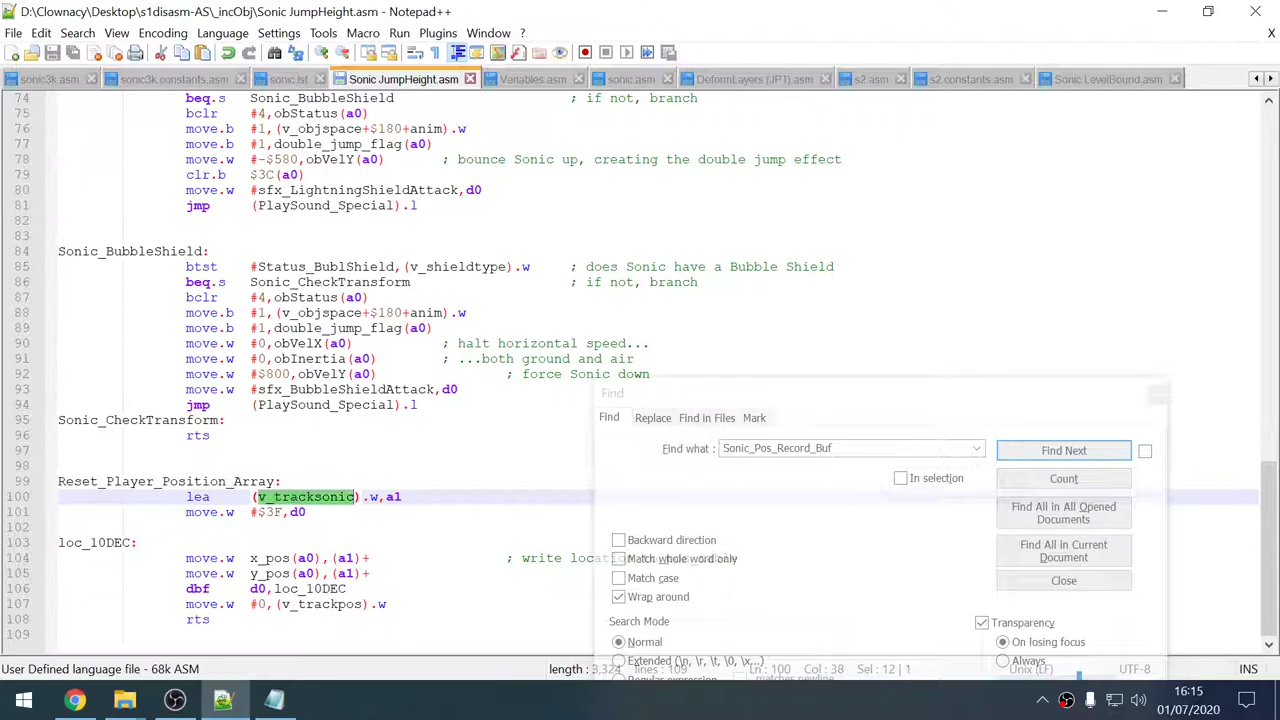 D:\Clownacy\Desktop\s1disasm-AS\_incObj\Sonic JumpHeight.asm - Notepad++
File Edit Search View Encoding Language Settings Tools Macro Run Plugins Window ?
X
sonic3k.asm sonic3k.constants.asm sonic.lst Sonic JumpHeight.asm Variables.asm sonic.asm DeformLayers (JP1).asm s2.asm s2.constants.asm Sonic LevelBound.asm
74 beq.s Sonic_BubbleShield ; if not, branch
75 bclr #4,obStatus(a0)
76 move.b #1,(v_objspace+$180+anim).w
77 move.b #1,double_jump_flag(a0)
78 move.w #-$580,obVelY(a0) ; bounce Sonic up, creating the double jump effect
79 clr.b $3C(a0)
80 move.w #sfx_LightningShieldAttack,d0
81 jmp (PlaySound_Special).l
82
83
84 Sonic_BubbleShield:
85 btst #Status_BublShield,(v_shieldtype).w ; does Sonic have a Bubble Shield
86 beq.s Sonic_CheckTransform ; if not, branch
87 bclr #4,obStatus(a0)
88 move.b #1,(v_objspace+$180+anim).w
89 move.b #1,double_jump_flag(a0)
90 move.w #0,obVelX(a0) ; halt horizontal speed...
91 move.w #0,obInertia(a0) ; ...both ground and air
92 move.w #$800,obVelY(a0) ; force Sonic down
93 move.w #sfx_BubbleShieldAttack,d0
94 jmp (PlaySound_Special).l
95 Sonic_CheckTransform:
96 rts
97
98
99 Reset_Player_Position_Array:
100 lea (v_tracksonic).w,a1
101 move.w #$3F,d0
102
103 loc_10DEC:
104 move.w x_pos(a0),(a1)+ ; write locat
105 move.w y_pos(a0),(a1)+
106 dbf d0,loc_10DEC
107 move.w #0,(v_trackpos).w
108 rts
109
Find
Find Replace Find in Files Mark
Find what : Sonic_Pos_Record_Buf
Find Next
In selection
Count
Find All in All Opened Documents
Find All in Current Document
Close
Backward direction
Match whole word only
Match case
Wrap around
Search Mode
Normal
Extended (\n, \r, \t, \0, \x...)
Transparency
On losing focus
Always
User Defined language file - 68k ASM length : 3,324 lines : 109 Ln : 100 Col : 38 Sel : 12 | 1 Unix (LF) UTF-8 INS
16:15
01/07/2020